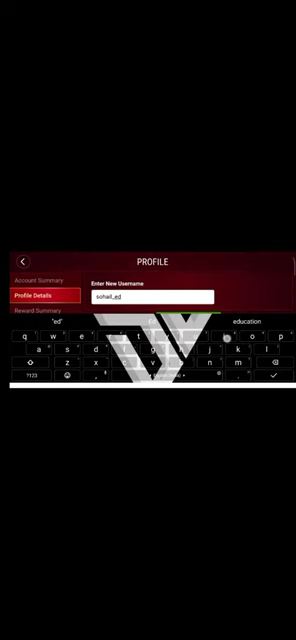 PROFILE
Account Summary
Enter New Username
Profile Details
sohail_ed
Reward Summary
"ed" education
q w e t o p
a s d f g h j k l
z x c v b n m
?123 , .